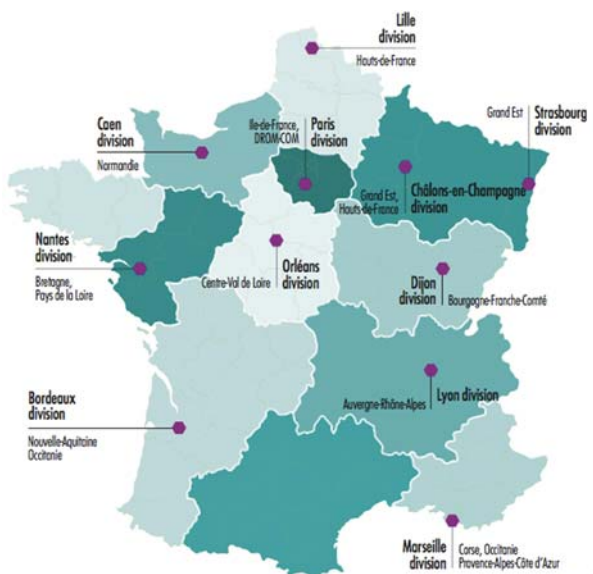 Lille
division
Hauts-de-France
Grand Est
Strasbourg
division
Caen
division
Normandie
Ile-de-France,
DROM-COM
Paris
division
Grand Est,
Hauts-de-France
Châlons-en-Champagne
division
Nantes
division
Bretagne,
Pays de la Loire
Centre-Val de Loire
Orléans
division
Dijon
division
Bourgogne-Franche-Comté
Auvergne-Rhône-Alpes
Lyon division
Bordeaux
division
Nouvelle-Aquitaine
Occitanie
Marseille
division
Corse, Occitanie
Provence-Alpes-Côte d'Azur